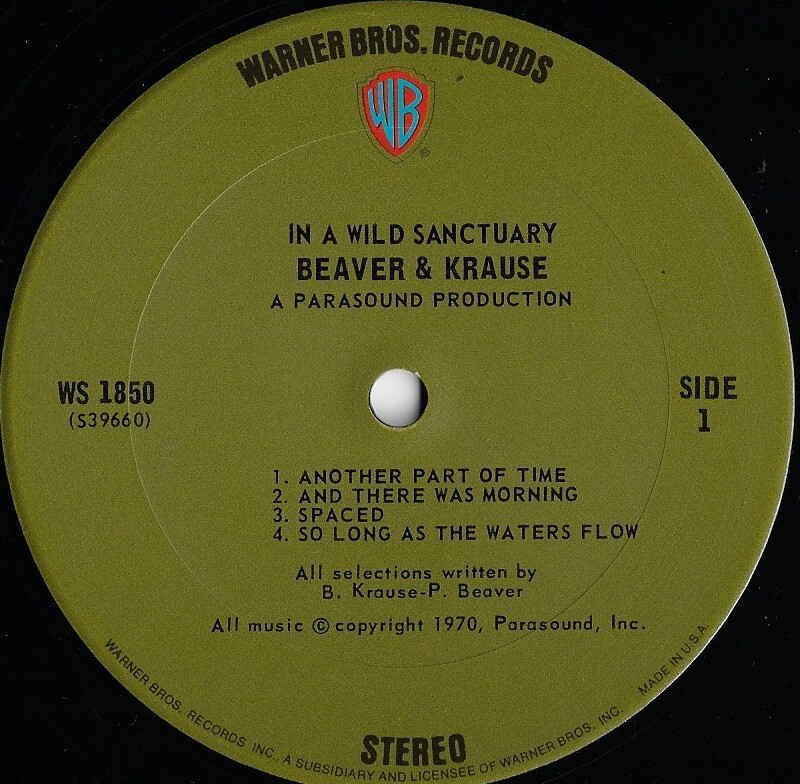 WARNER BROS. RECORDS
WB
®
IN A WILD SANCTUARY
BEAVER & KRAUSE
A PARASOUND PRODUCTION
WS 1850
(S39660)
SIDE
1
1. ANOTHER PART OF TIME
2. AND THERE WAS MORNING
3. SPACED
4. SO LONG AS THE WATERS FLOW
All selections written by
B. Krause-P. Beaver
All music © copyright 1970, Parasound, Inc.
STEREO
WARNER BROS. RECORDS INC., A SUBSIDIARY AND LICENSEE OF WARNER BROS. INC. MADE IN U.S.A.